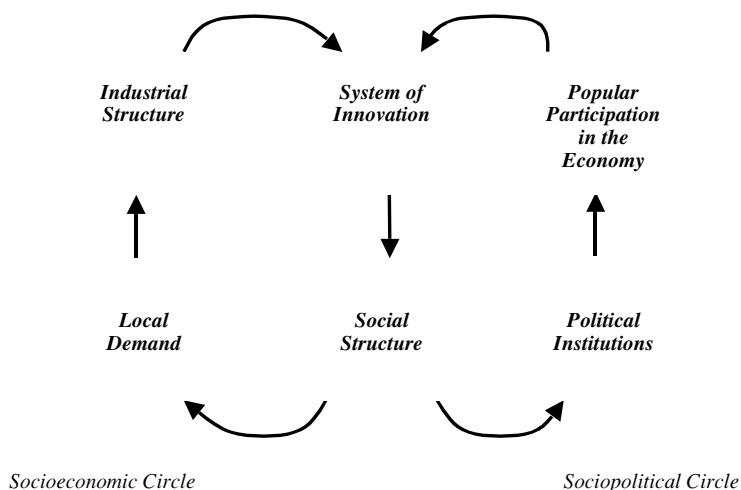 Industrial
Structure
System of
Innovation
Popular
Participation
in the
Economy
Local
Demand
Social
Structure
Political
Institutions
Socioeconomic Circle
Sociopolitical Circle